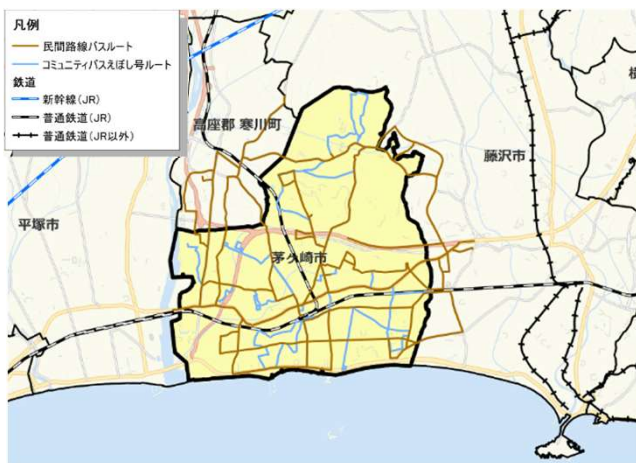 凡例
民間路線バスルート
コミュニティバスえぼし号ルート
鉄道
新幹線(JR)
普通鉄道(JR)
普通鉄道(JR以外)
高座郡 寒川町
藤沢市
平塚市
茅ヶ崎市